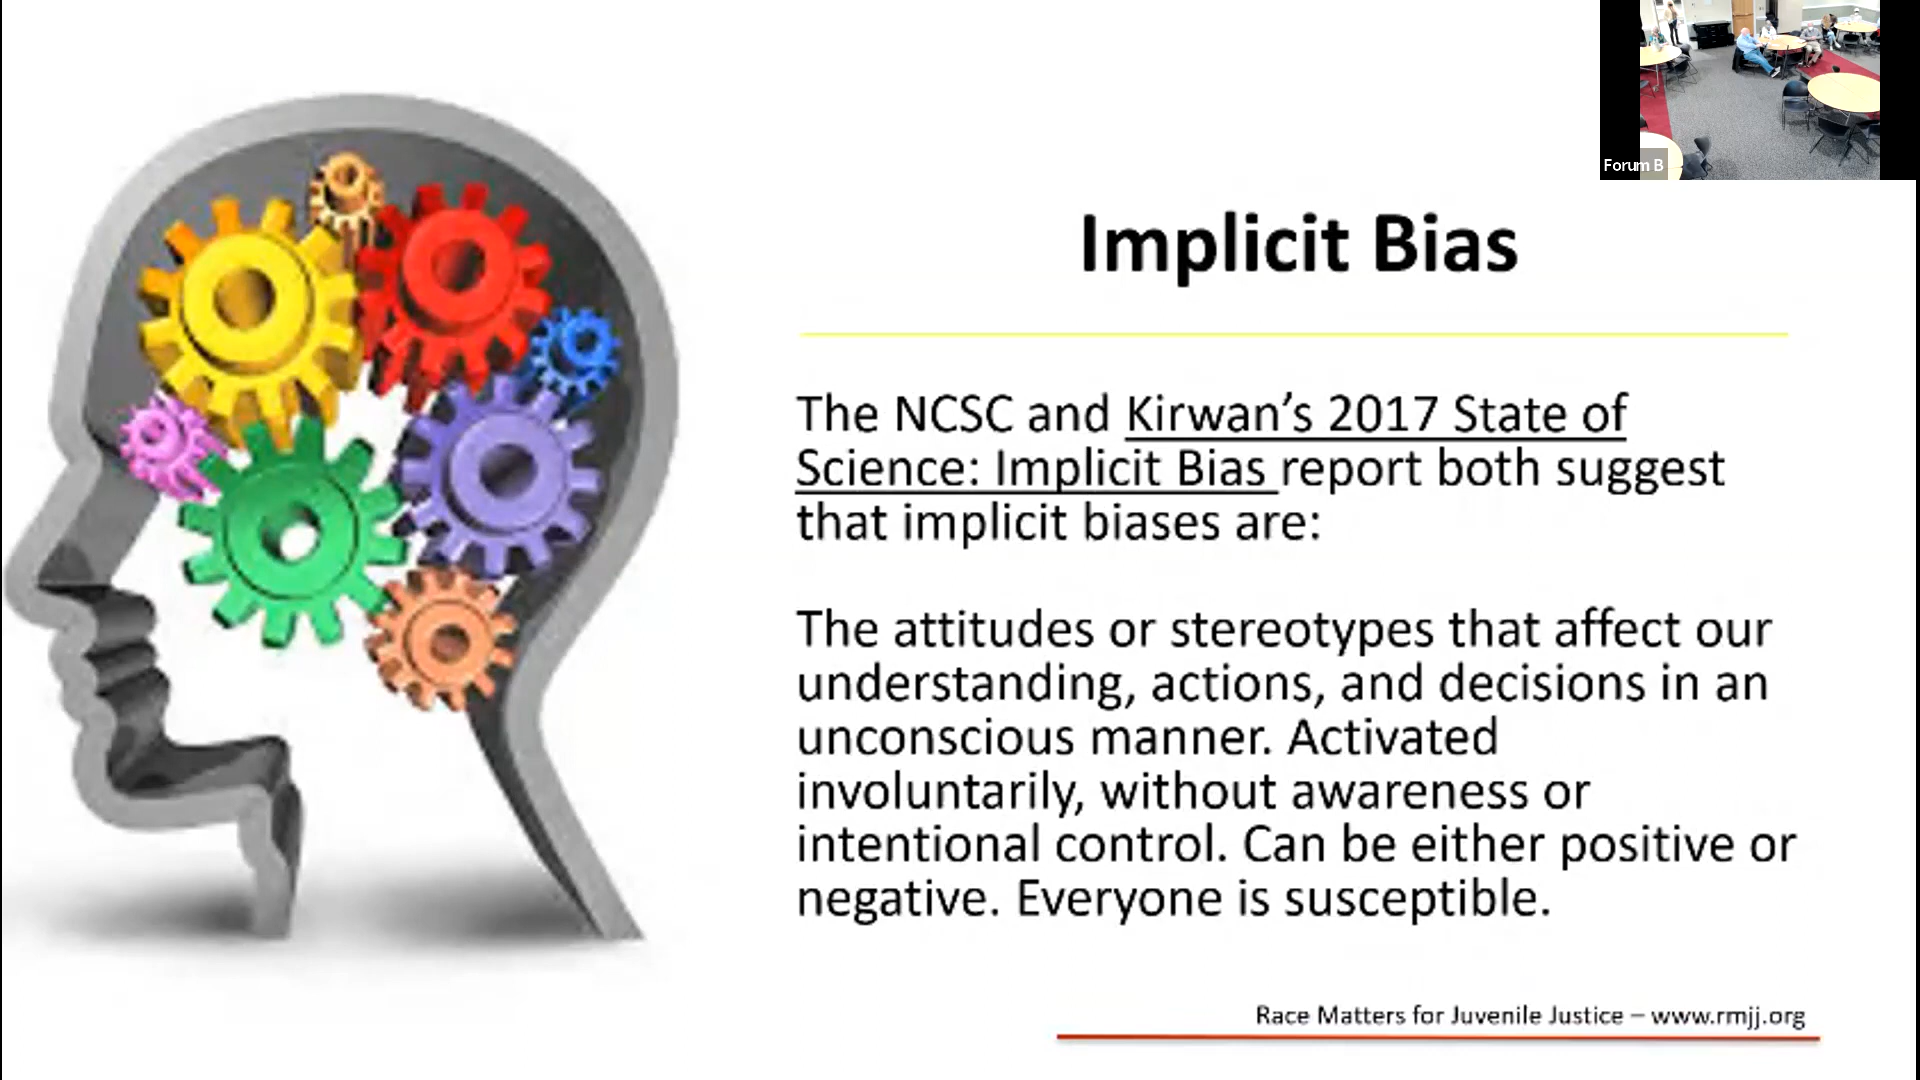 Forum B
Implicit Bias
The NCSC and Kirwan’s 2017 State of
Science: Implicit Bias report both suggest
that implicit biases are:
The attitudes or stereotypes that affect our
understanding, actions, and decisions in an
unconscious manner. Activated
involuntarily, without awareness or
intentional control. Can be either positive or
negative. Everyone is susceptible.
Race Matters for Juvenile Justice – www.rmjj.org